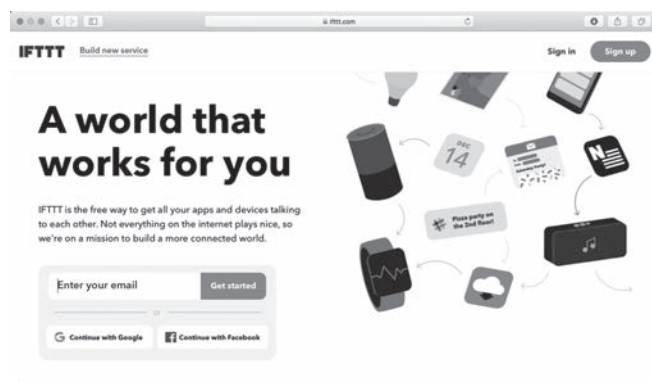 ifttt.com
IFTTT
Build new service
Sign in
Sign up
A world that
works for you
IFTTT is the free way to get all your apps and devices talking
to each other. Not everything on the internet plays nice, so
we're on a mission to build a more connected world.
Enter your email
Get started
or
Continue with Google
Continue with Facebook
DEC
14
N
Pizza party on
the 2nd floor!